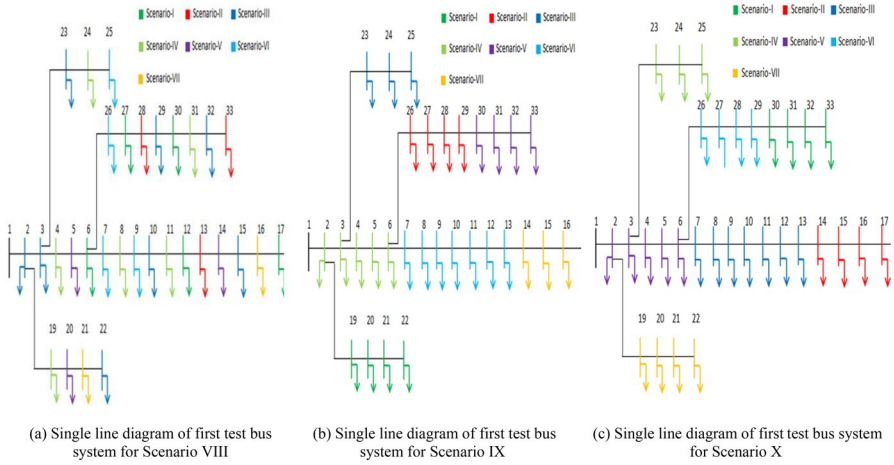 Scenario-I Scenario-II Scenario-III
Scenario-IV Scenario-V Scenario-VI
Scenario-VII
23 24 25
26 27 28 29 30 31 32 33
1 2 3 4 5 6 7 8 9 10 11 12 13 14 15 16 17
19 20 21 22
(a) Single line diagram of first test bus
system for Scenario VIII
Scenario-I Scenario-II Scenario-III
Scenario-IV Scenario-V Scenario-VI
Scenario-VII
23 24 25
26 27 28 29 30 31 32 33
1 2 3 4 5 6 7 8 9 10 11 12 13 14 15 16
19 20 21 22
(b) Single line diagram of first test bus
system for Scenario IX
Scenario-I Scenario-II Scenario-III
Scenario-IV Scenario-V Scenario-VI
Scenario-VII
23 24 25
26 27 28 29 30 31 32 33
1 2 3 4 5 6 7 8 9 10 11 12 13 14 15 16 17
19 20 21 22
(c) Single line diagram of first test bus system
for Scenario X